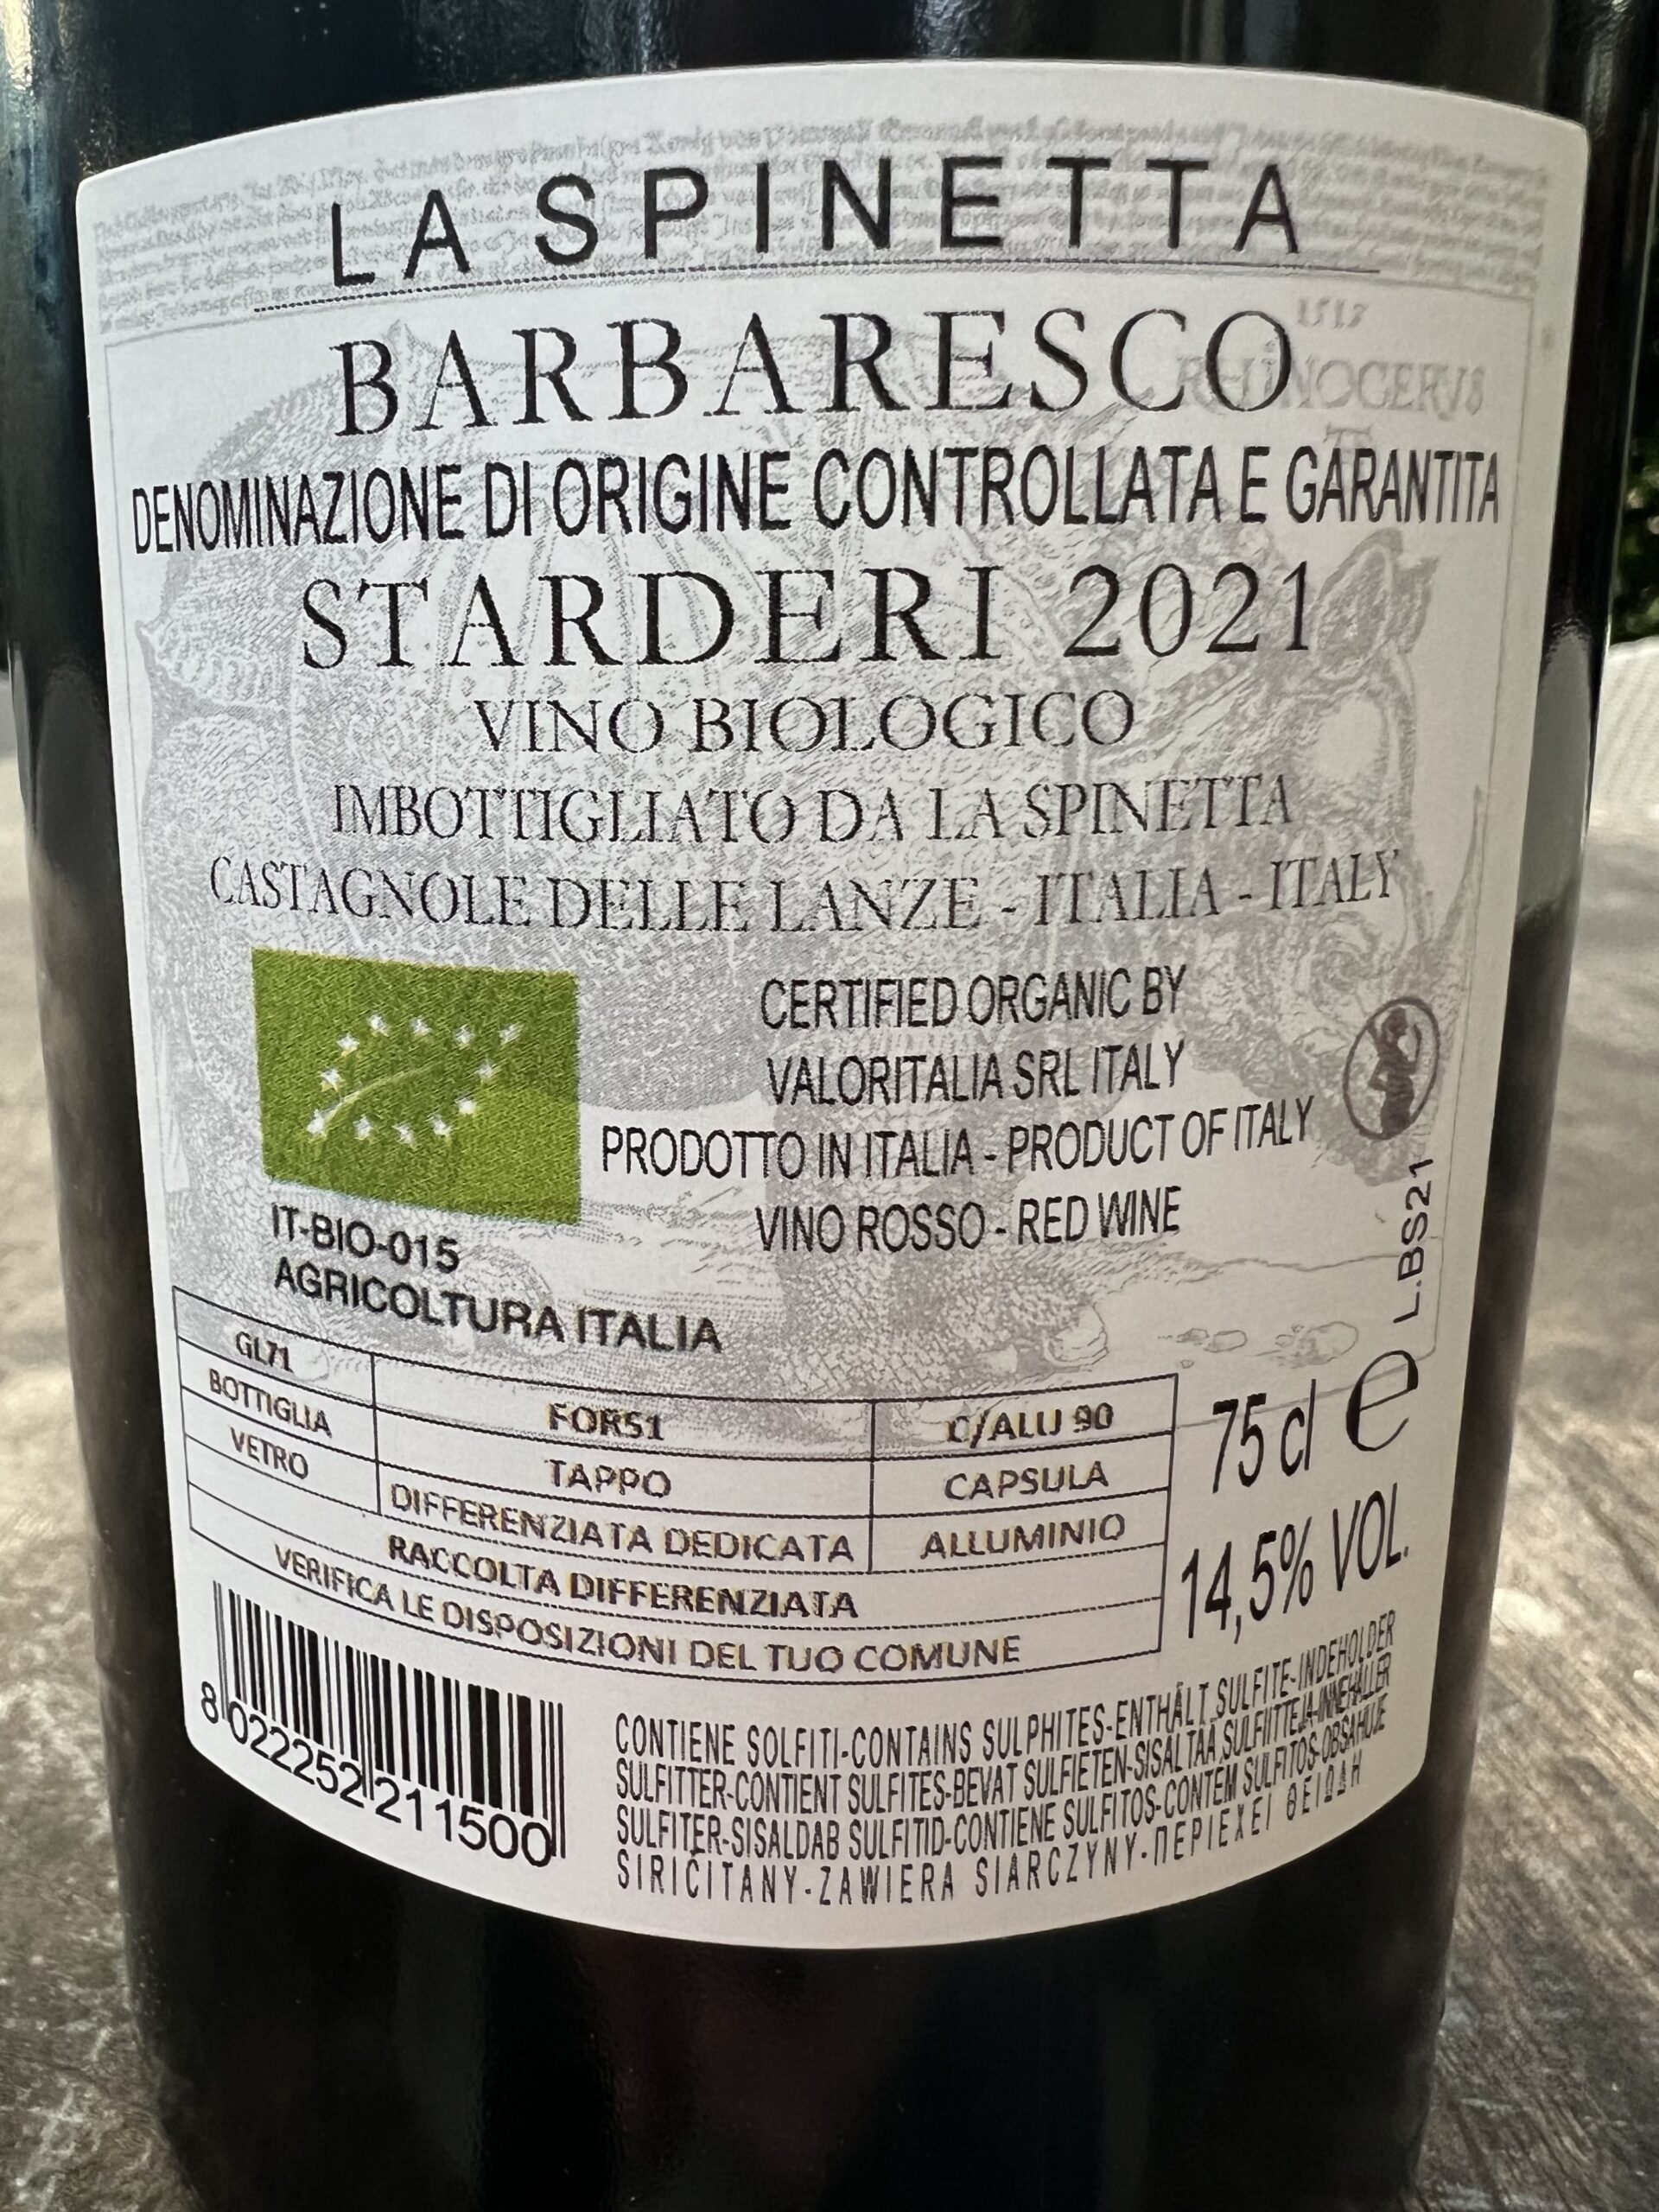 LA SPINETTA
1515
RHINOCERVS
BARBARESCO
DENOMINAZIONE DI ORIGINE CONTROLLATA E GARANTITA
STARDERI 2021
VINO BIOLOGICO
IMBOTTIGLIATO DA LA SPINETTA
CASTAGNOLE DELLE LANZE - ITALIA - ITALY
CERTIFIED ORGANIC BY
VALORITALIA SRL ITALY
PRODOTTO IN ITALIA - PRODUCT OF ITALY
VINO ROSSO - RED WINE
IT-BIO-015
AGRICOLTURA ITALIA
L.BS21
GL71 FOR51 C/ALU 90
BOTTIGLIA TAPPO CAPSULA
VETRO DIFFERENZIATA DEDICATA ALLUMINIO
RACCOLTA DIFFERENZIATA
VERIFICA LE DISPOSIZIONI DEL TUO COMUNE
75 cl e
14,5% VOL.
8 022252 211500
CONTIENE SOLFITI-CONTAINS SULPHITES-ENTHÄLT SULFITE-INDEHOLDER
SULFITTER-CONTIENT SULFITES-BEVAT SULFIETEN-SISALTÄÄ SULFIITTEJA-INNEHÅLLER
SULFITER-SISALDAB SULFITID-CONTIENE SULFITOS-CONTÉM SULFITOS-OBSAHUJE
SIRIČITANY-ZAWIERA SIARCZYNY-ΠΕΡΙΕΧΕΙ ΘΕΙΩΔΗ